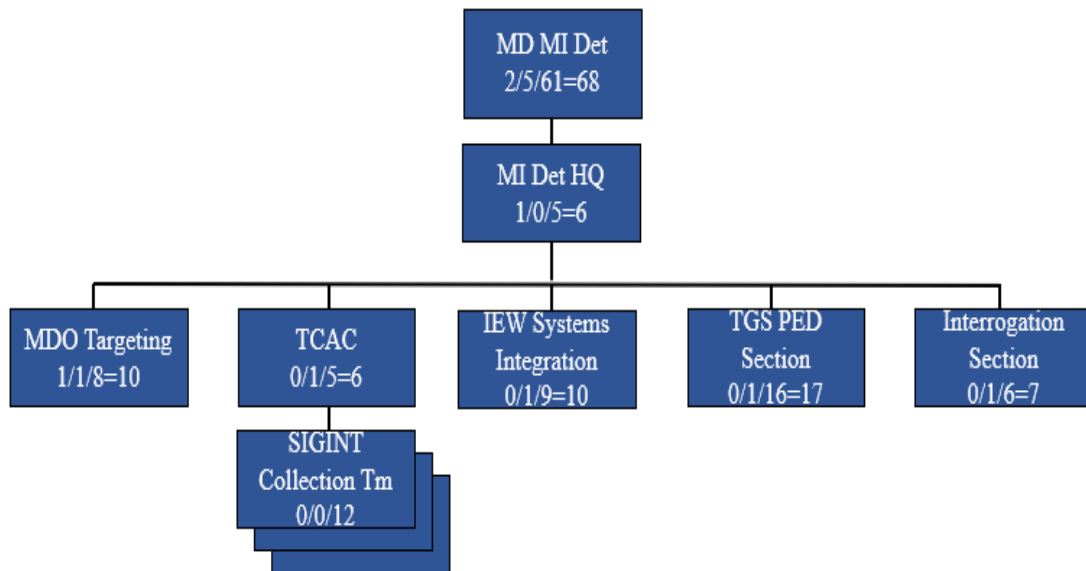 MD MI Det
2/5/61=68
MI Det HQ
1/0/5=6
MDO Targeting
1/1/8=10
TCAC
0/1/5=6
IEW Systems
Integration
0/1/9=10
TGS PED
Section
0/1/16=17
Interrogation
Section
0/1/6=7
SIGINT
Collection Tm
0/0/12